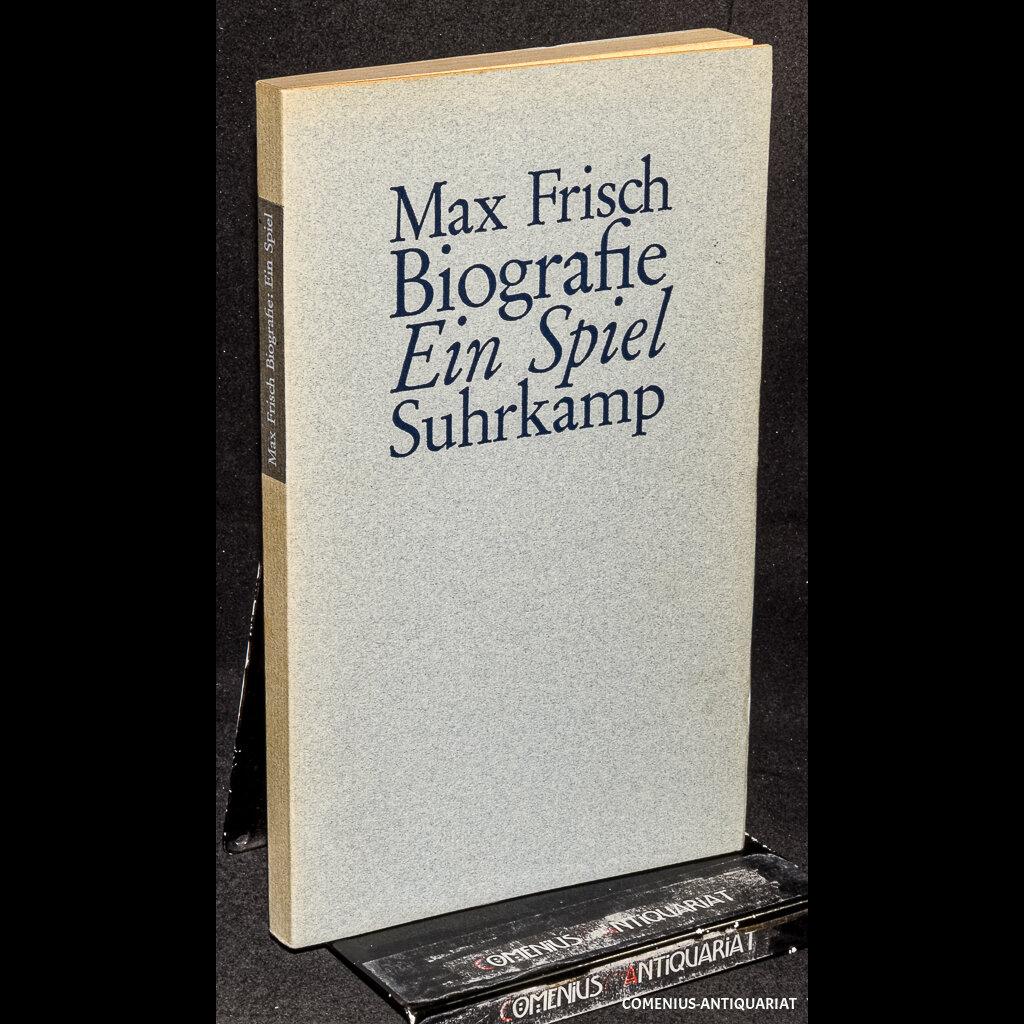 Max Frisch
Biografie
Ein Spiel
Suhrkamp
Max Frisch Biografie: Ein Spiel
COMENIUS ANTIQUARIAT
COMENIUS ANTIQUARIAT
COMENIUS-ANTIQUARIAT